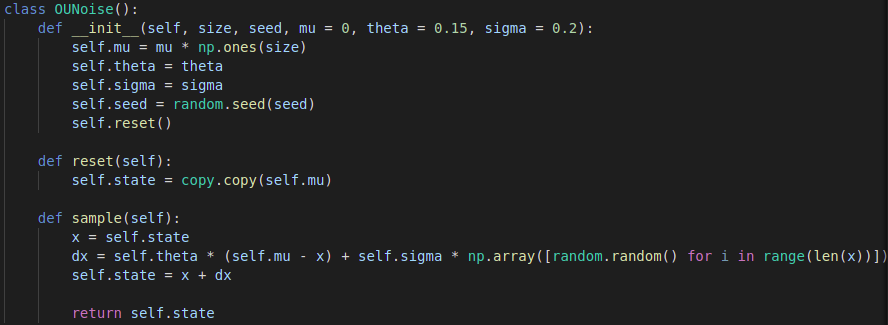 class OUNoise():
    def __init__(self, size, seed, mu = 0, theta = 0.15, sigma = 0.2):
        self.mu = mu * np.ones(size)
        self.theta = theta
        self.sigma = sigma
        self.seed = random.seed(seed)
        self.reset()

    def reset(self):
        self.state = copy.copy(self.mu)

    def sample(self):
        x = self.state
        dx = self.theta * (self.mu - x) + self.sigma * np.array([random.random() for i in range(len(x))])
        self.state = x + dx

        return self.state